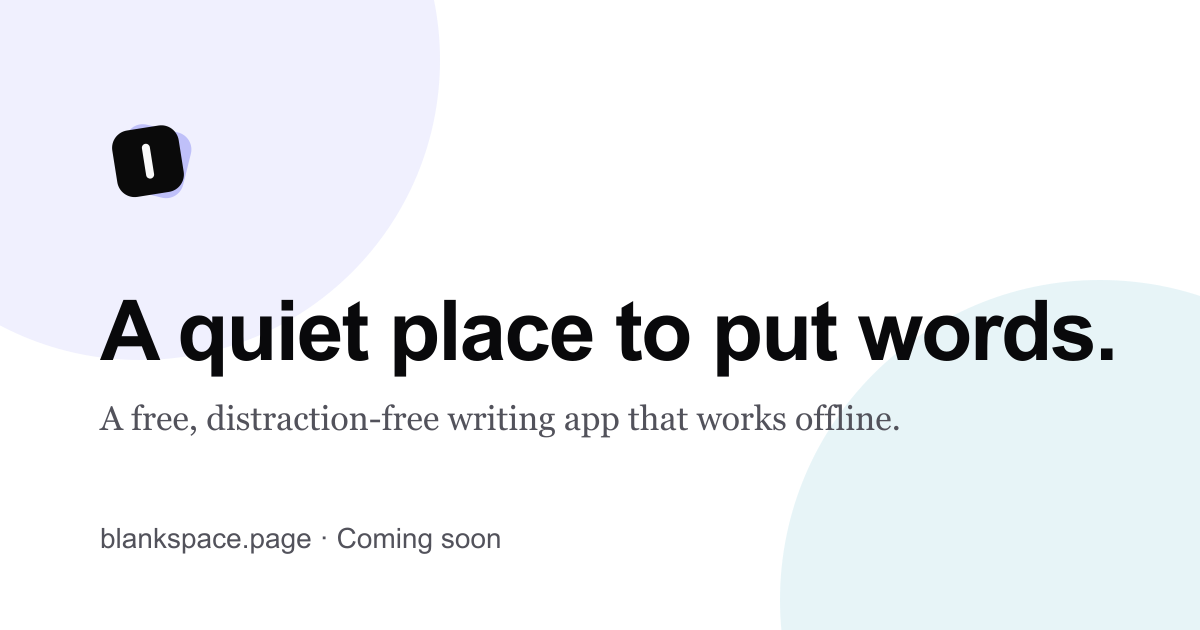 A quiet place to put words.
A free, distraction-free writing app that works offline.
blankspace.page · Coming soon